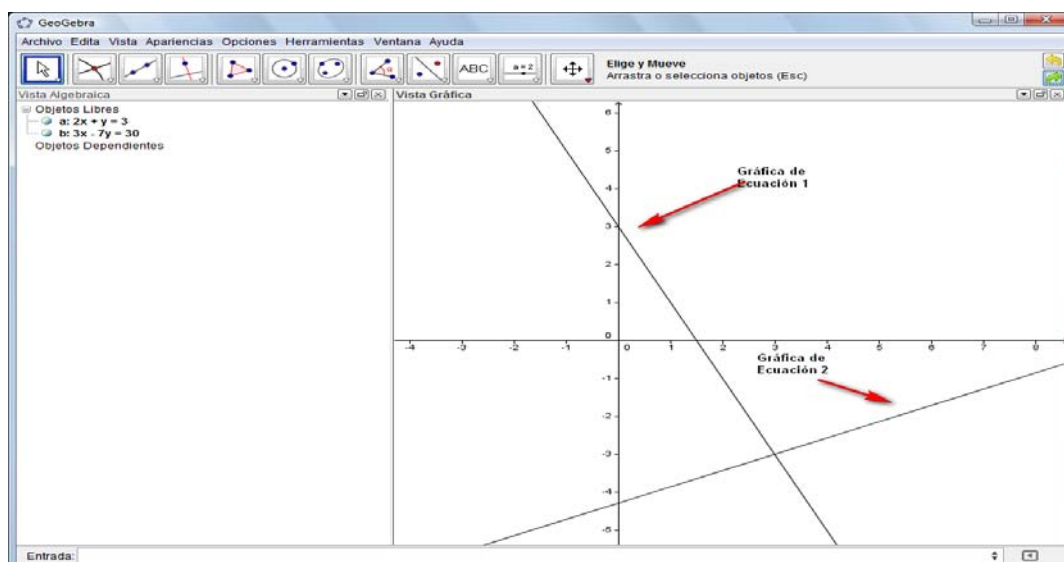 GeoGebra
Archivo Edita Vista Apariencias Opciones Herramientas Ventana Ayuda
ABC
a=2
Elige y Mueve
Arrastra o selecciona objetos (Esc)
Vista Algebraica
Vista Gráfica
Objetos Libres
a: 2x + y = 3
b: 3x - 7y = 30
Objetos Dependientes
6
5
Gráfica de
Ecuación 1
4
3
2
1
0
-4 -3 -2 -1 0 1 2 3 4 5 6 7 8
Gráfica de
Ecuación 2
-1
-2
-3
-4
-5
Entrada: